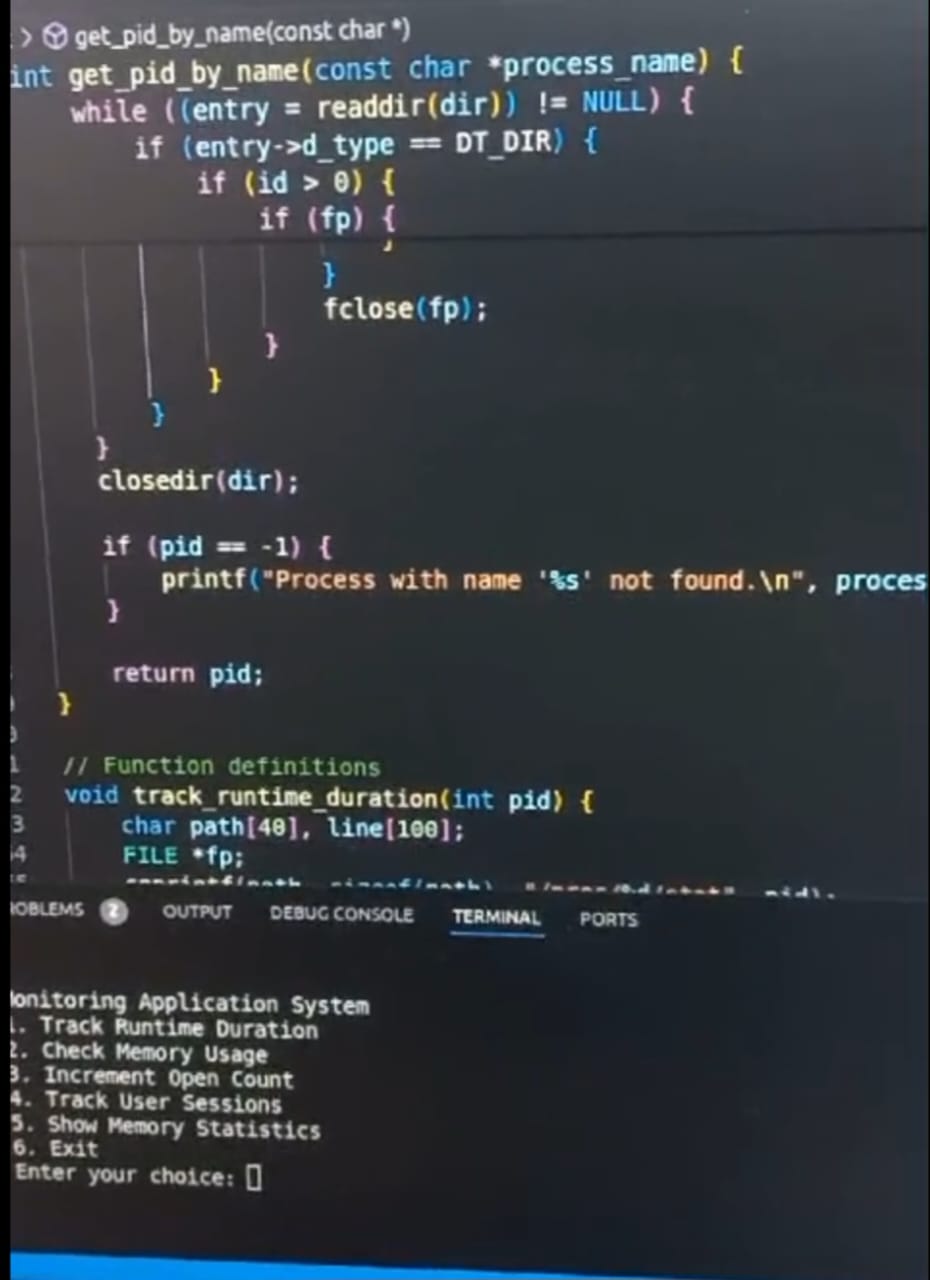 > get_pid_by_name(const char *)
int get_pid_by_name(const char *process_name) {
while ((entry = readdir(dir)) != NULL) {
if (entry->d_type == DT_DIR) {
if (id > 0) {
if (fp) {
}
fclose(fp);
}
}
}
}
closedir(dir);
if (pid == -1) {
printf("Process with name '%s' not found.\n", proces
}
return pid;
}
1 // Function definitions
2 void track_runtime_duration(int pid) {
3 char path[40], line[100];
4 FILE *fp;
OBLEMS 2 OUTPUT DEBUG CONSOLE TERMINAL PORTS
onitoring Application System
1. Track Runtime Duration
2. Check Memory Usage
3. Increment Open Count
4. Track User Sessions
5. Show Memory Statistics
6. Exit
Enter your choice: